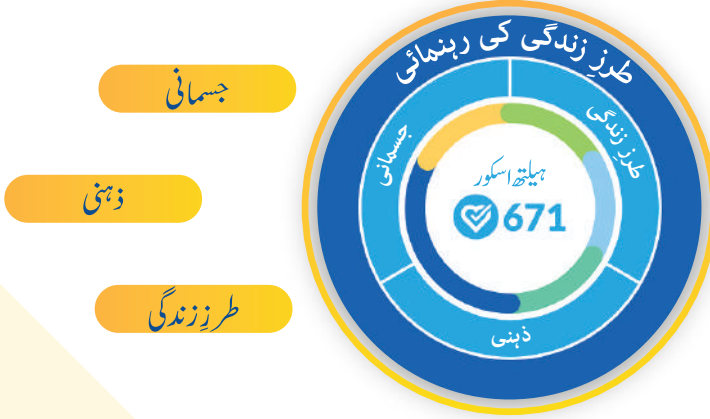 جسمانی
ذہنی
طرزِ زندگی
طرزِ زندگی کی رہنمائی
جسمانی
طرزِ زندگی
ہیلتھ اسکور
671
ذہنی